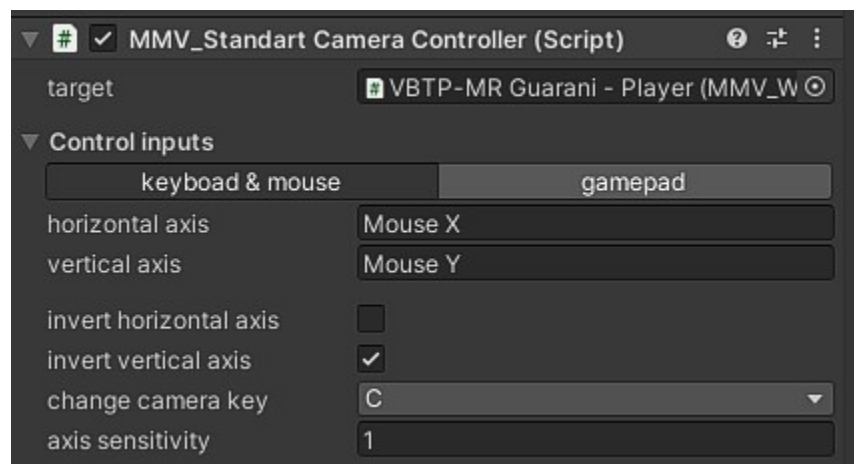 # MMV_Standart Camera Controller (Script)
target # VBTP-MR Guarani - Player (MMV_W
Control inputs
keyboad & mouse gamepad
horizontal axis Mouse X
vertical axis Mouse Y
invert horizontal axis
invert vertical axis
change camera key C
axis sensitivity 1